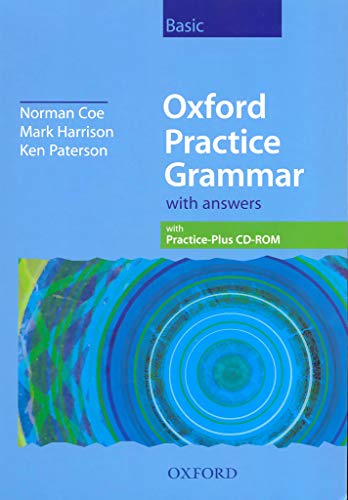 Basic
Norman Coe
Mark Harrison
Ken Paterson
Oxford
Practice
Grammar
with answers
with
Practice-Plus CD-ROM
OXFORD